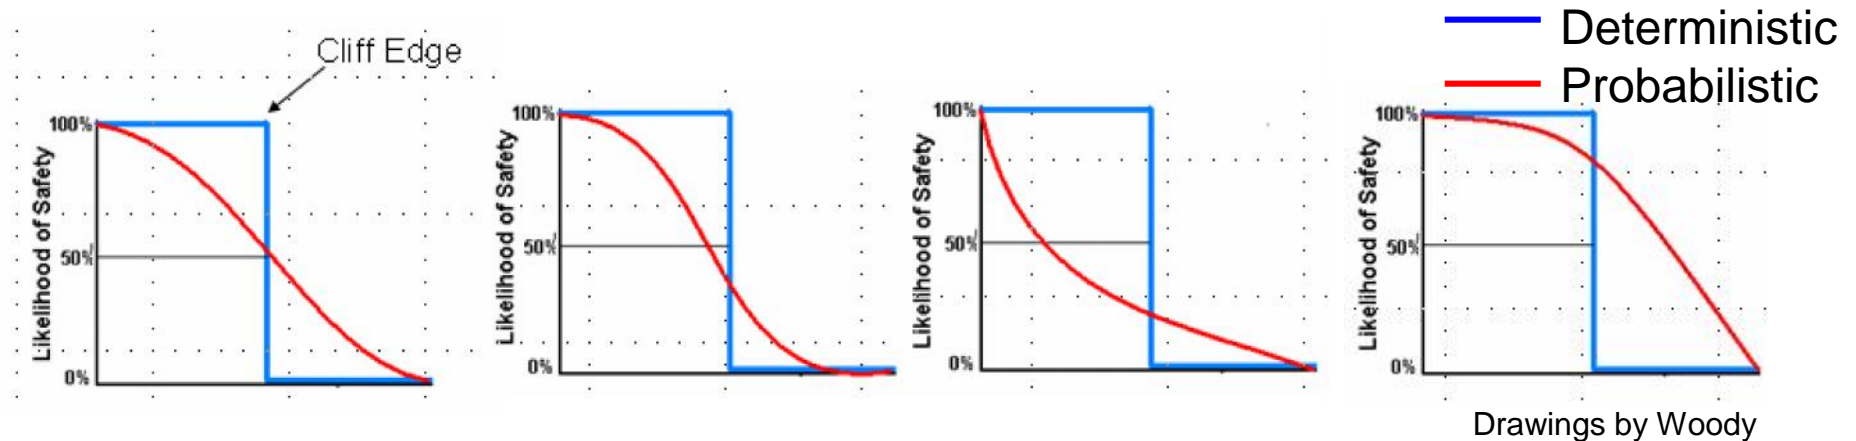 Deterministic
Probabilistic
Cliff Edge
Likelihood of Safety
100%
50%
0%
Likelihood of Safety
100%
50%
0%
Likelihood of Safety
100%
50%
0%
Likelihood of Safety
100%
50%
0%
Drawings by Woody